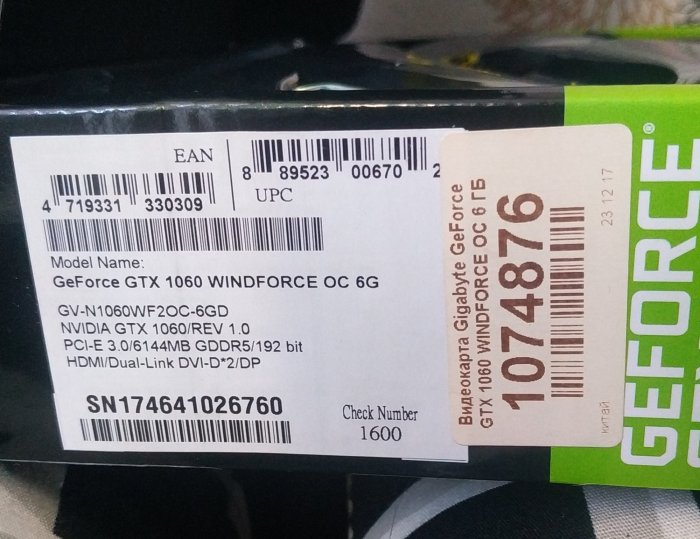 EAN
4 719331 330309
8 89523 00670 2
UPC
Model Name:
GeForce GTX 1060 WINDFORCE OC 6G
GV-N1060WF2OC-6GD
NVIDIA GTX 1060/REV 1.0
PCI-E 3.0/6144MB GDDR5/192 bit
HDMI/Dual-Link DVI-D*2/DP
SN174641026760
Check Number
1600
Видеокарта Gigabyte GeForce
GTX 1060 WINDFORCE OC 6 ГБ
1074876
23 12 17
китай
GEFORCE®